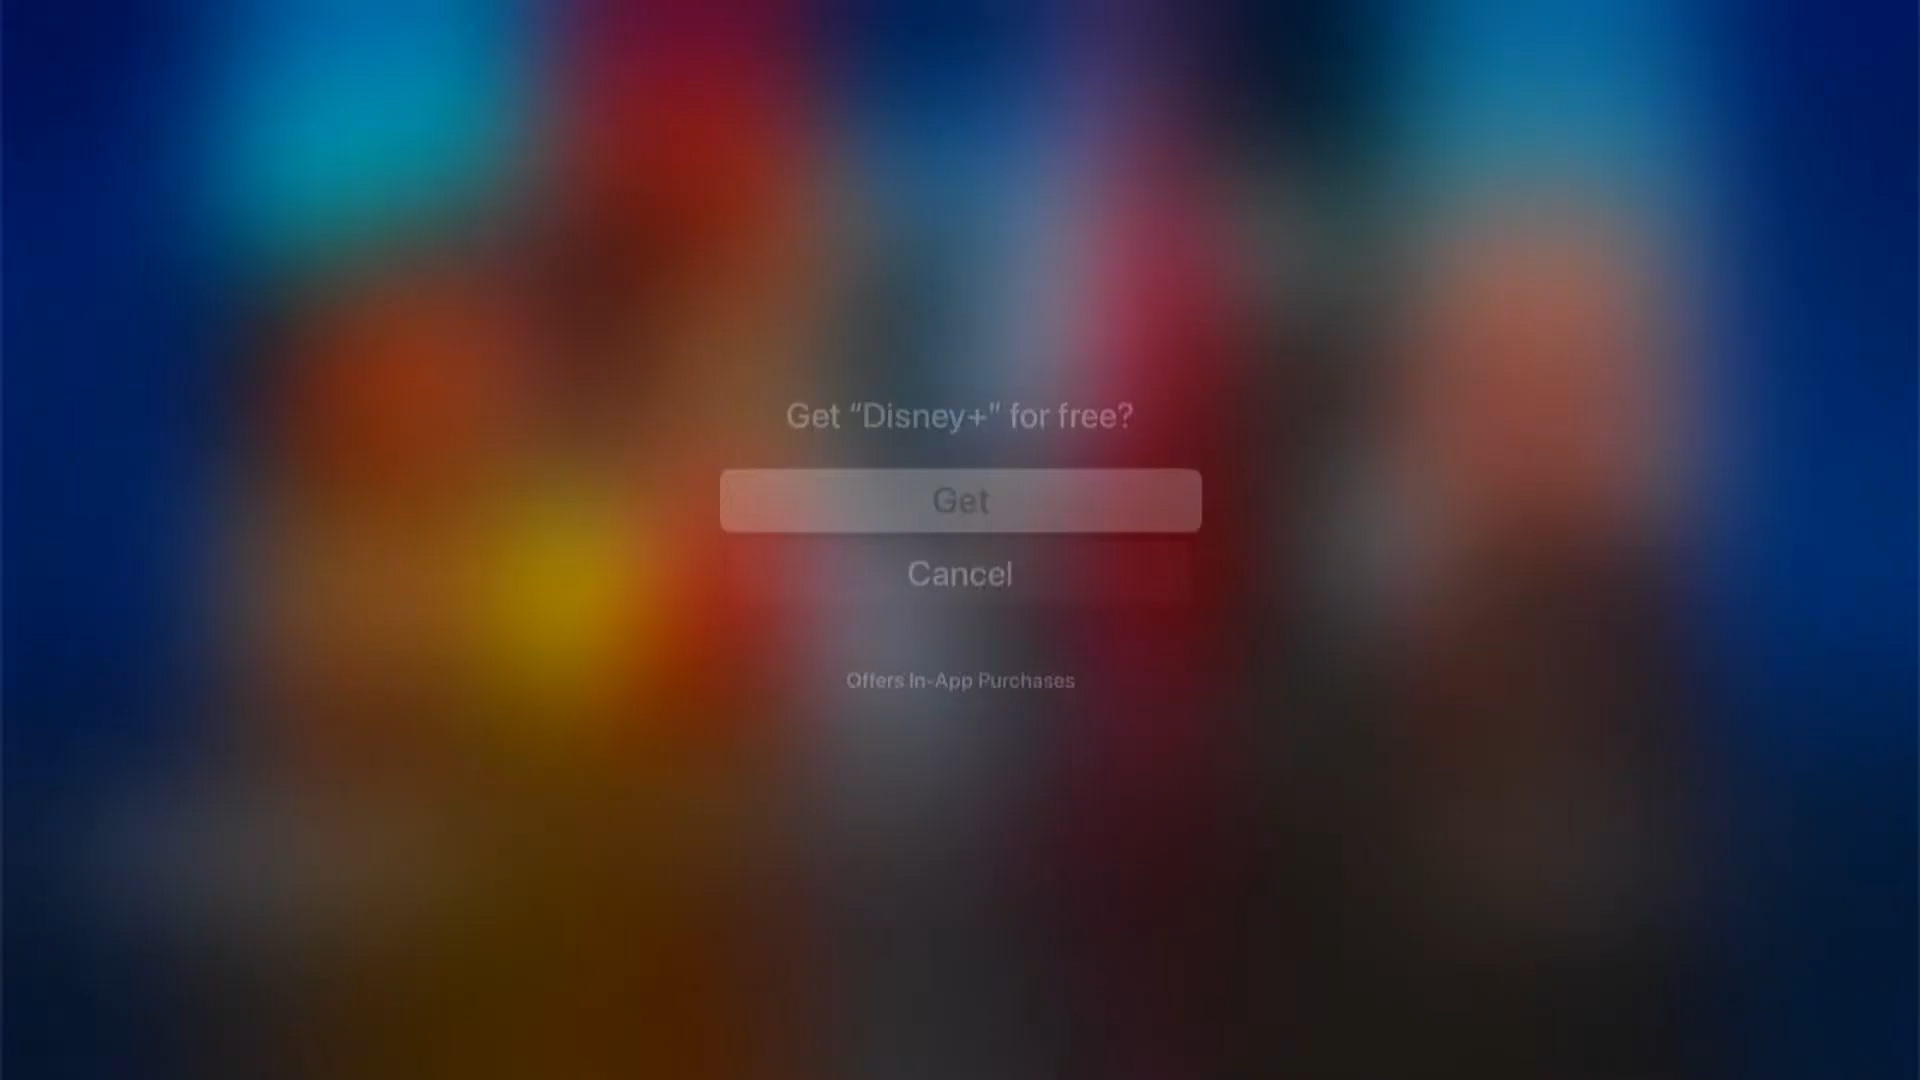 Get “Disney+” for free?
Get
Cancel
Offers In-App Purchases